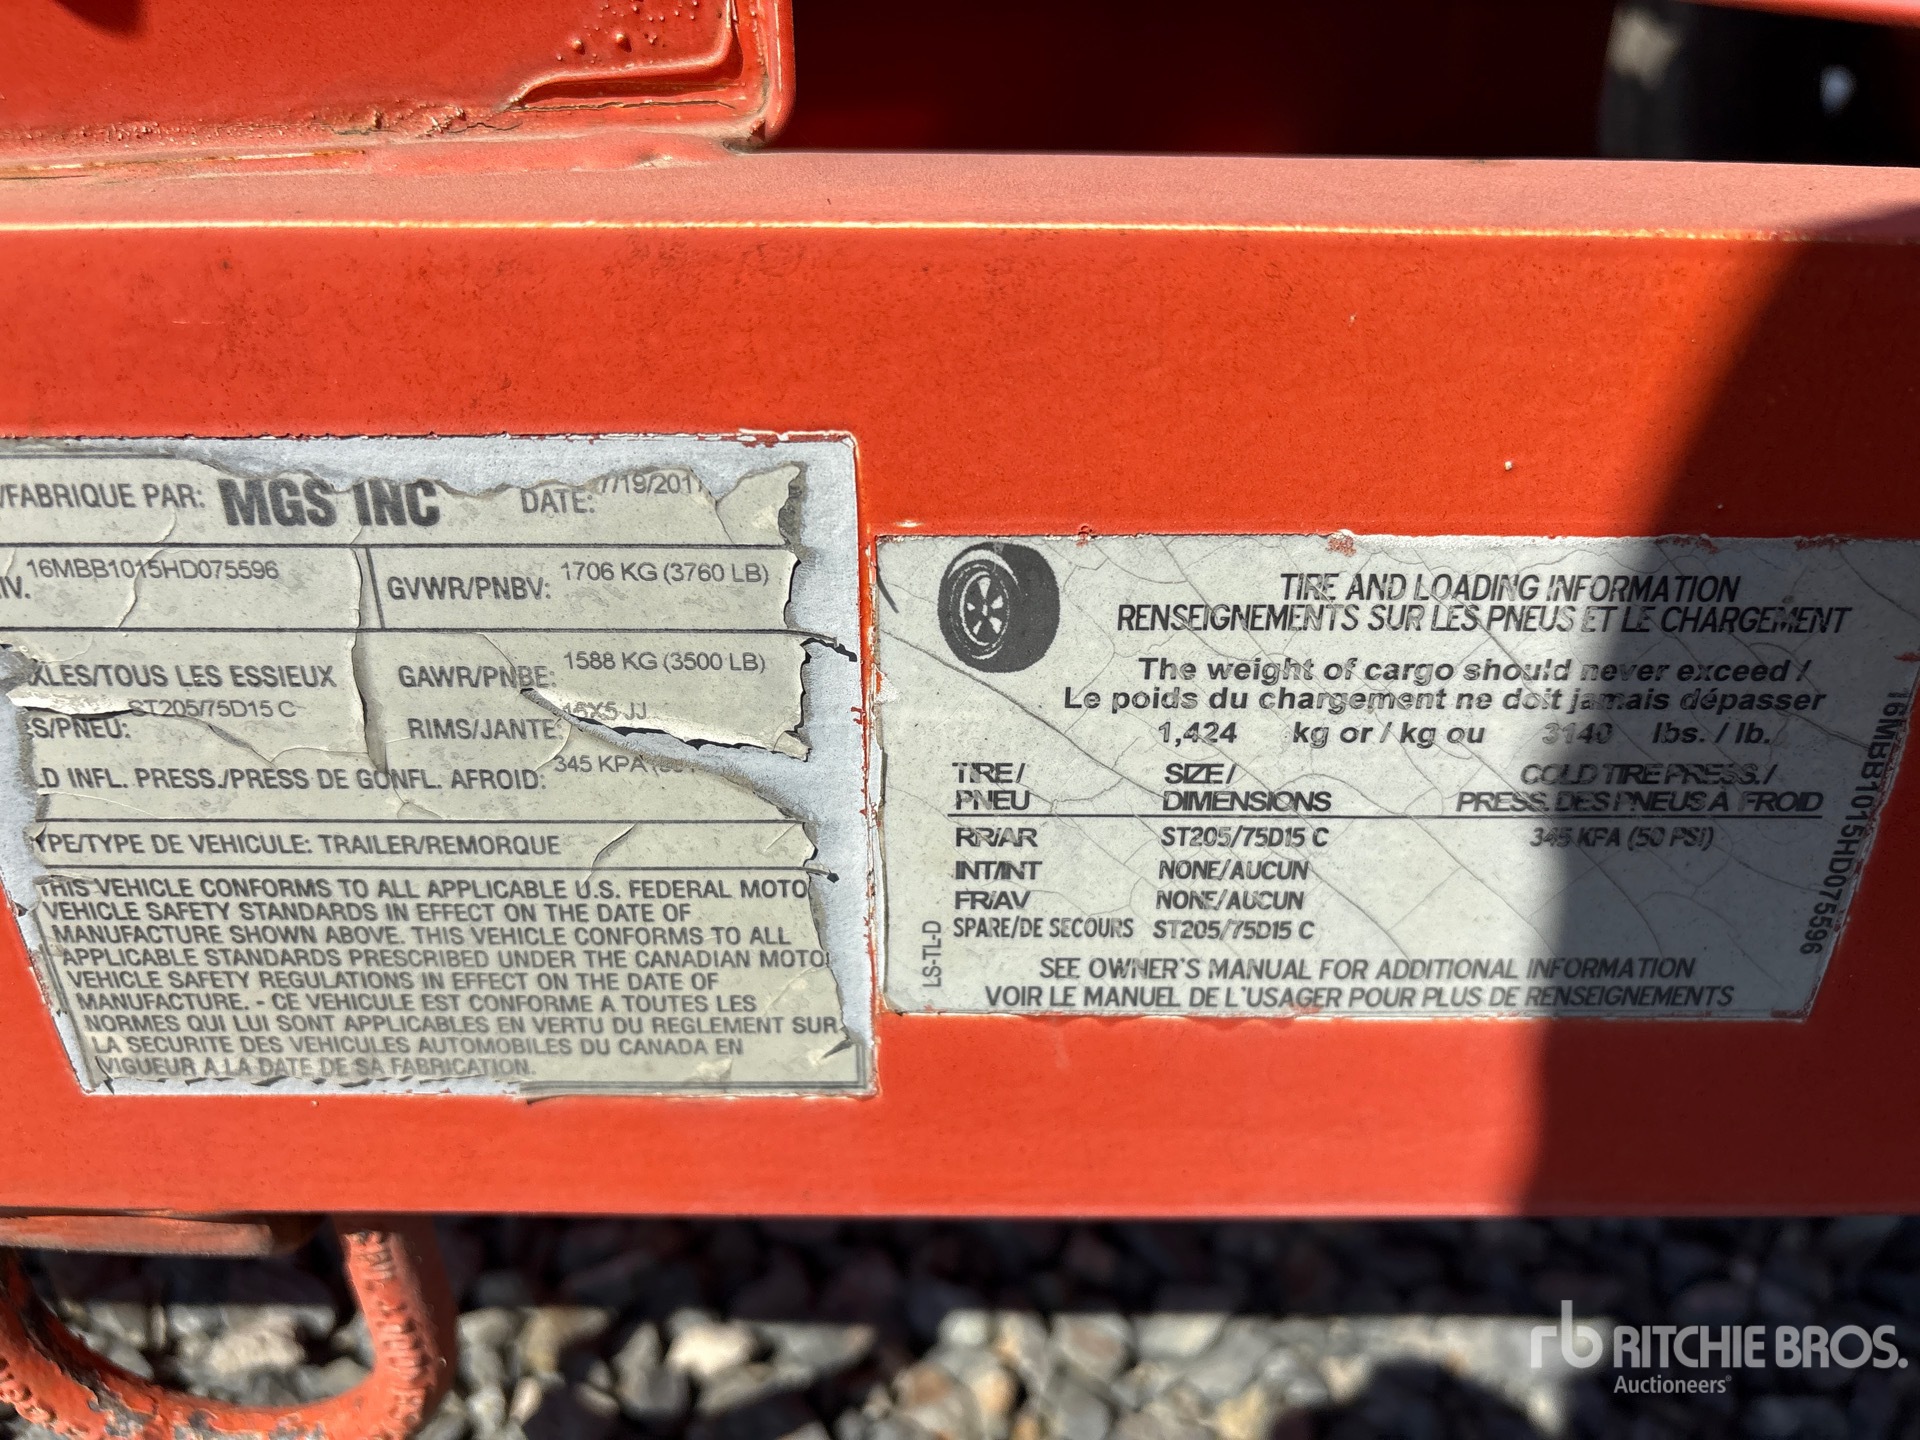 /FABRIQUE PAR: MGS INC DATE: 7/19/2017
IV. 16MBB1015HD075596 GVWR/PNBV: 1706 KG (3760 LB)
XLES/TOUS LES ESSIEUX GAWR/PNBE: 1588 KG (3500 LB)
ES/PNEU: ST205/75D15 C RIMS/JANTE: 15X5 JJ
LD INFL. PRESS./PRESS DE GONFL. AFROID: 345 KPA
YPE/TYPE DE VEHICULE: TRAILER/REMORQUE
THIS VEHICLE CONFORMS TO ALL APPLICABLE U.S. FEDERAL MOTO
VEHICLE SAFETY STANDARDS IN EFFECT ON THE DATE OF
MANUFACTURE SHOWN ABOVE. THIS VEHICLE CONFORMS TO ALL
APPLICABLE STANDARDS PRESCRIBED UNDER THE CANADIAN MOTO
VEHICLE SAFETY REGULATIONS IN EFFECT ON THE DATE OF
MANUFACTURE. - CE VEHICULE EST CONFORME A TOUTES LES
NORMES QUI LUI SONT APPLICABLES EN VERTU DU REGLEMENT SUR
LA SECURITE DES VEHICULES AUTOMOBILES DU CANADA EN
VIGUEUR A LA DATE DE SA FABRICATION.
TIRE AND LOADING INFORMATION
RENSEIGNEMENTS SUR LES PNEUS ET LE CHARGEMENT
The weight of cargo should never exceed /
Le poids du chargement ne doit jamais dépasser
1,424 kg or / kg ou 3140 lbs. / lb.
TIRE / SIZE / COLD TIRE PRESS. /
PNEU DIMENSIONS PRESS. DES PNEUS A FROID
RR/AR ST205/75D15 C 345 KPA (50 PSI)
INT/INT NONE/AUCUN
FR/AV NONE/AUCUN
SPARE/DE SECOURS ST205/75D15 C
SEE OWNER'S MANUAL FOR ADDITIONAL INFORMATION
VOIR LE MANUEL DE L'USAGER POUR PLUS DE RENSEIGNEMENTS
LS-TL-D
16MBB1015HD075596
rb RITCHIE BROS.
Auctioneers